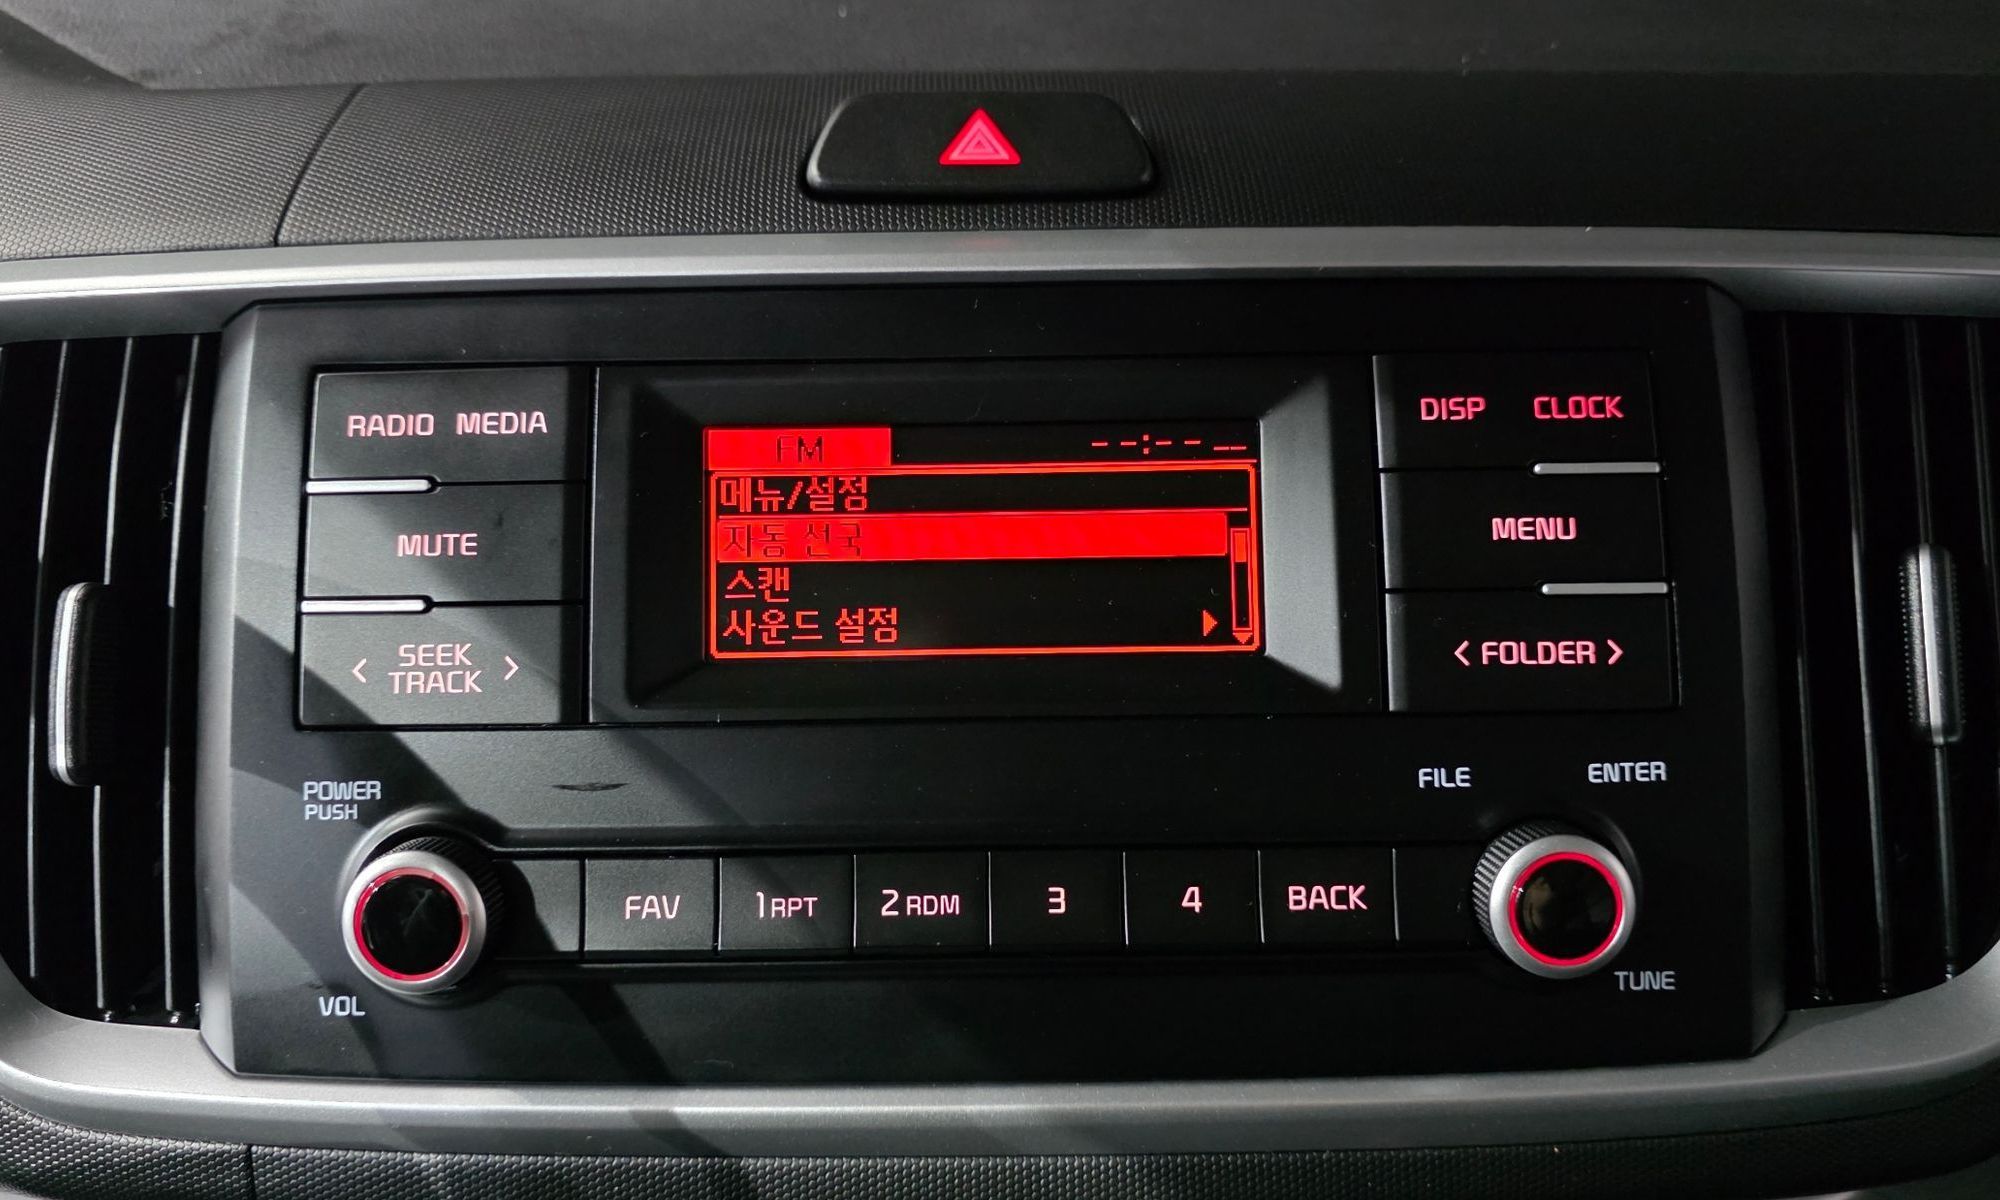 RADIO MEDIA
MUTE
< SEEK TRACK >
FM --:-- __
메뉴/설정
자동 선국
스캔
사운드 설정
DISP CLOCK
MENU
< FOLDER >
POWER
PUSH
VOL
FAV 1 RPT 2 RDM 3 4 BACK
FILE ENTER
TUNE